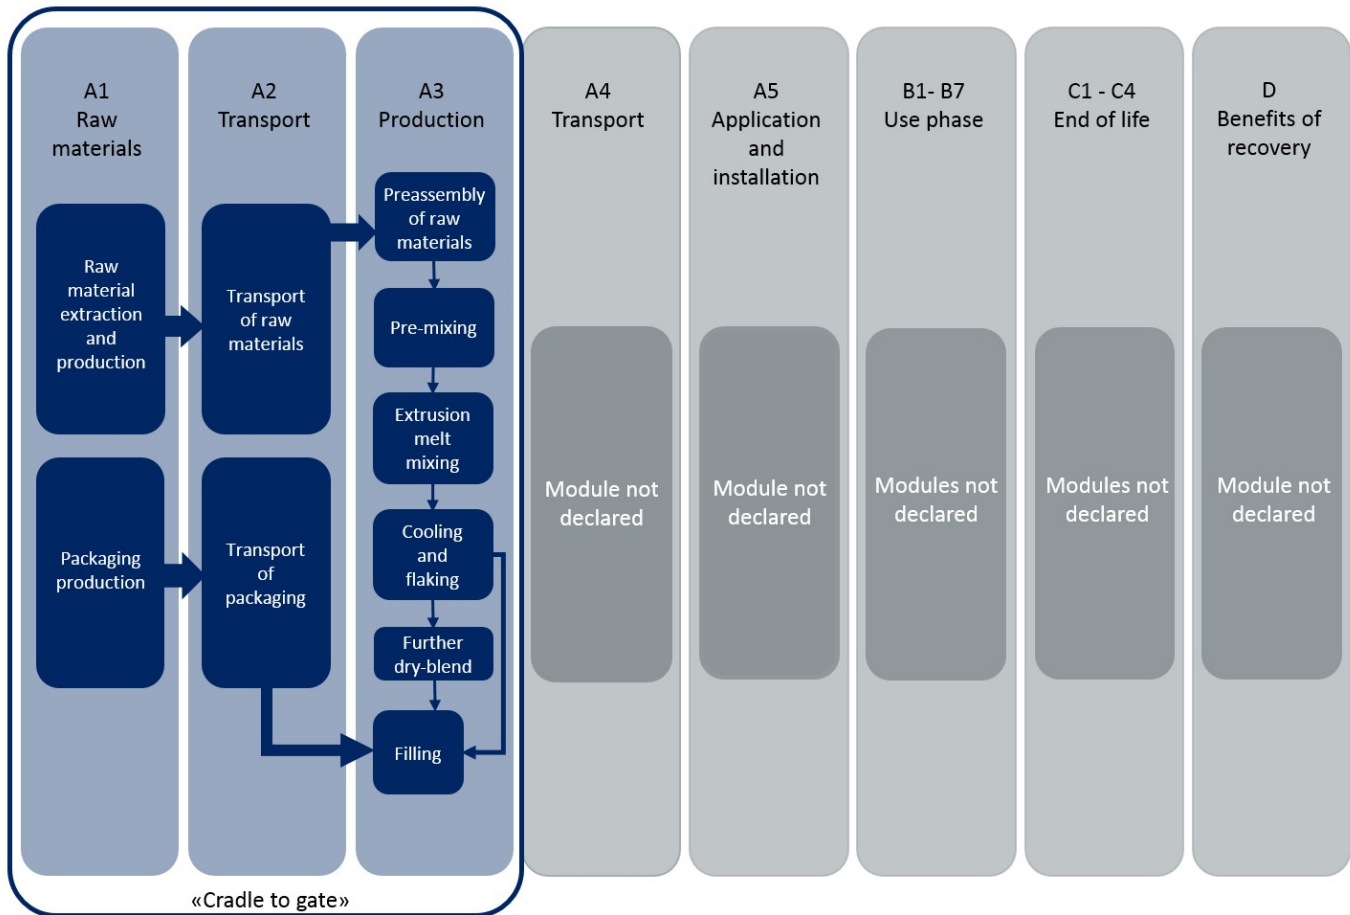 A1
Raw
materials
A2
Transport
A3
Production
A4
Transport
A5
Application
and
installation
B1- B7
Use phase
C1 - C4
End of life
D
Benefits of
recovery
Raw
material
extraction
and
production
Transport
of raw
materials
Preassembly
of raw
materials
Pre-mixing
Extrusion
melt
mixing
Cooling
and
flaking
Further
dry-blend
Filling
Packaging
production
Transport
of
packaging
Module not
declared
Module not
declared
Modules not
declared
Modules not
declared
Module not
declared
«Cradle to gate»